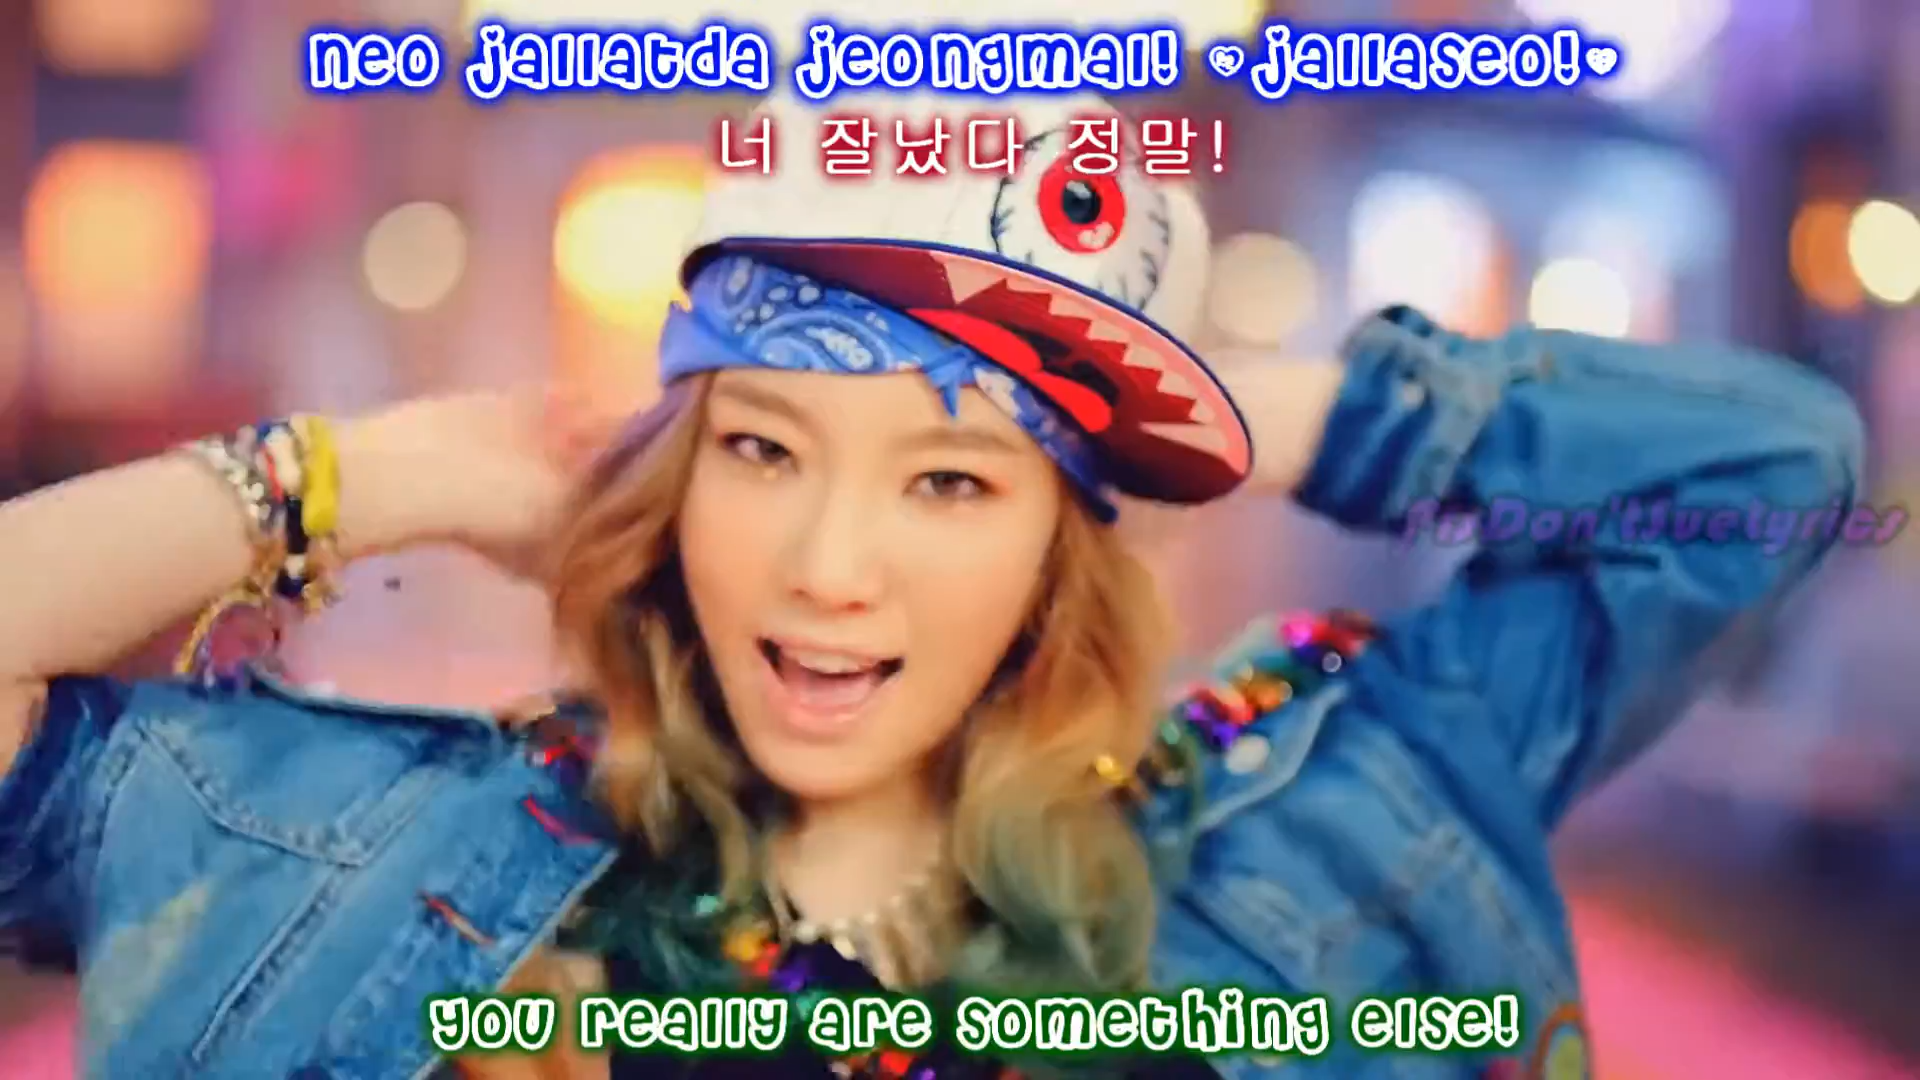 neo jallatda jeongmal! ♥jallaseo!♥
너 잘났다 정말!
you really are something else!